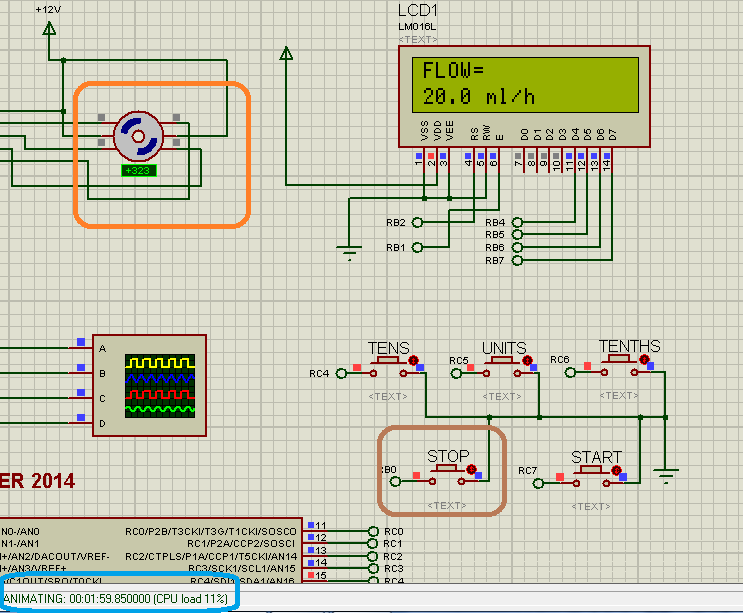 +12V
LCD1
LM016L
<TEXT>
FLOW=
20.0 ml/h
+323
VSS
VDD
VEE
RS
RW
E
D0
D1
D2
D3
D4
D5
D6
D7
1
2
3
4
5
6
7
8
9
10
11
12
13
14
RB2
RB4
RB5
RB1
RB6
RB7
A
B
C
D
TENS
UNITS
TENTHS
RC4
RC5
RC6
<TEXT>
<TEXT>
<TEXT>
STOP
START
RB0
RC7
<TEXT>
<TEXT>
ER 2014
N0-/AN0
RC0/P2B/T3CKI/T3G/T1CKI/SOSCO
11
RC0
N1-/AN1
RC1/P2A/CCP2/SOSCI
12
RC1
I+/AN2/DACOUT/VREF-
RC2/CTPLS/P1A/CCP1/T5CKI/AN14
13
RC2
I+/AN3/VREF+
RC3/SCK1/SCL1/AN15
14
RC3
/C1OUT/SRQ/T0CKI
RC4/SDI1/SDA1/AN16
15
RC4
ANIMATING: 00:01:59.850000 (CPU load 11%)